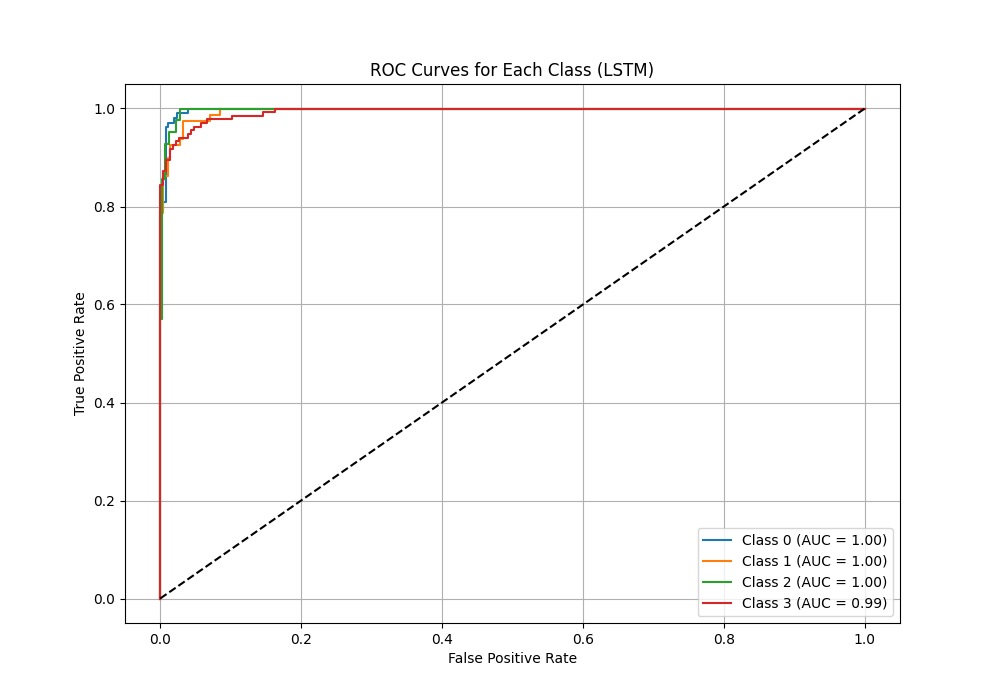 ROC Curves for Each Class (LSTM)
True Positive Rate
1.0
0.8
0.6
0.4
0.2
0.0
0.0 0.2 0.4 0.6 0.8 1.0
False Positive Rate
Class 0 (AUC = 1.00)
Class 1 (AUC = 1.00)
Class 2 (AUC = 1.00)
Class 3 (AUC = 0.99)